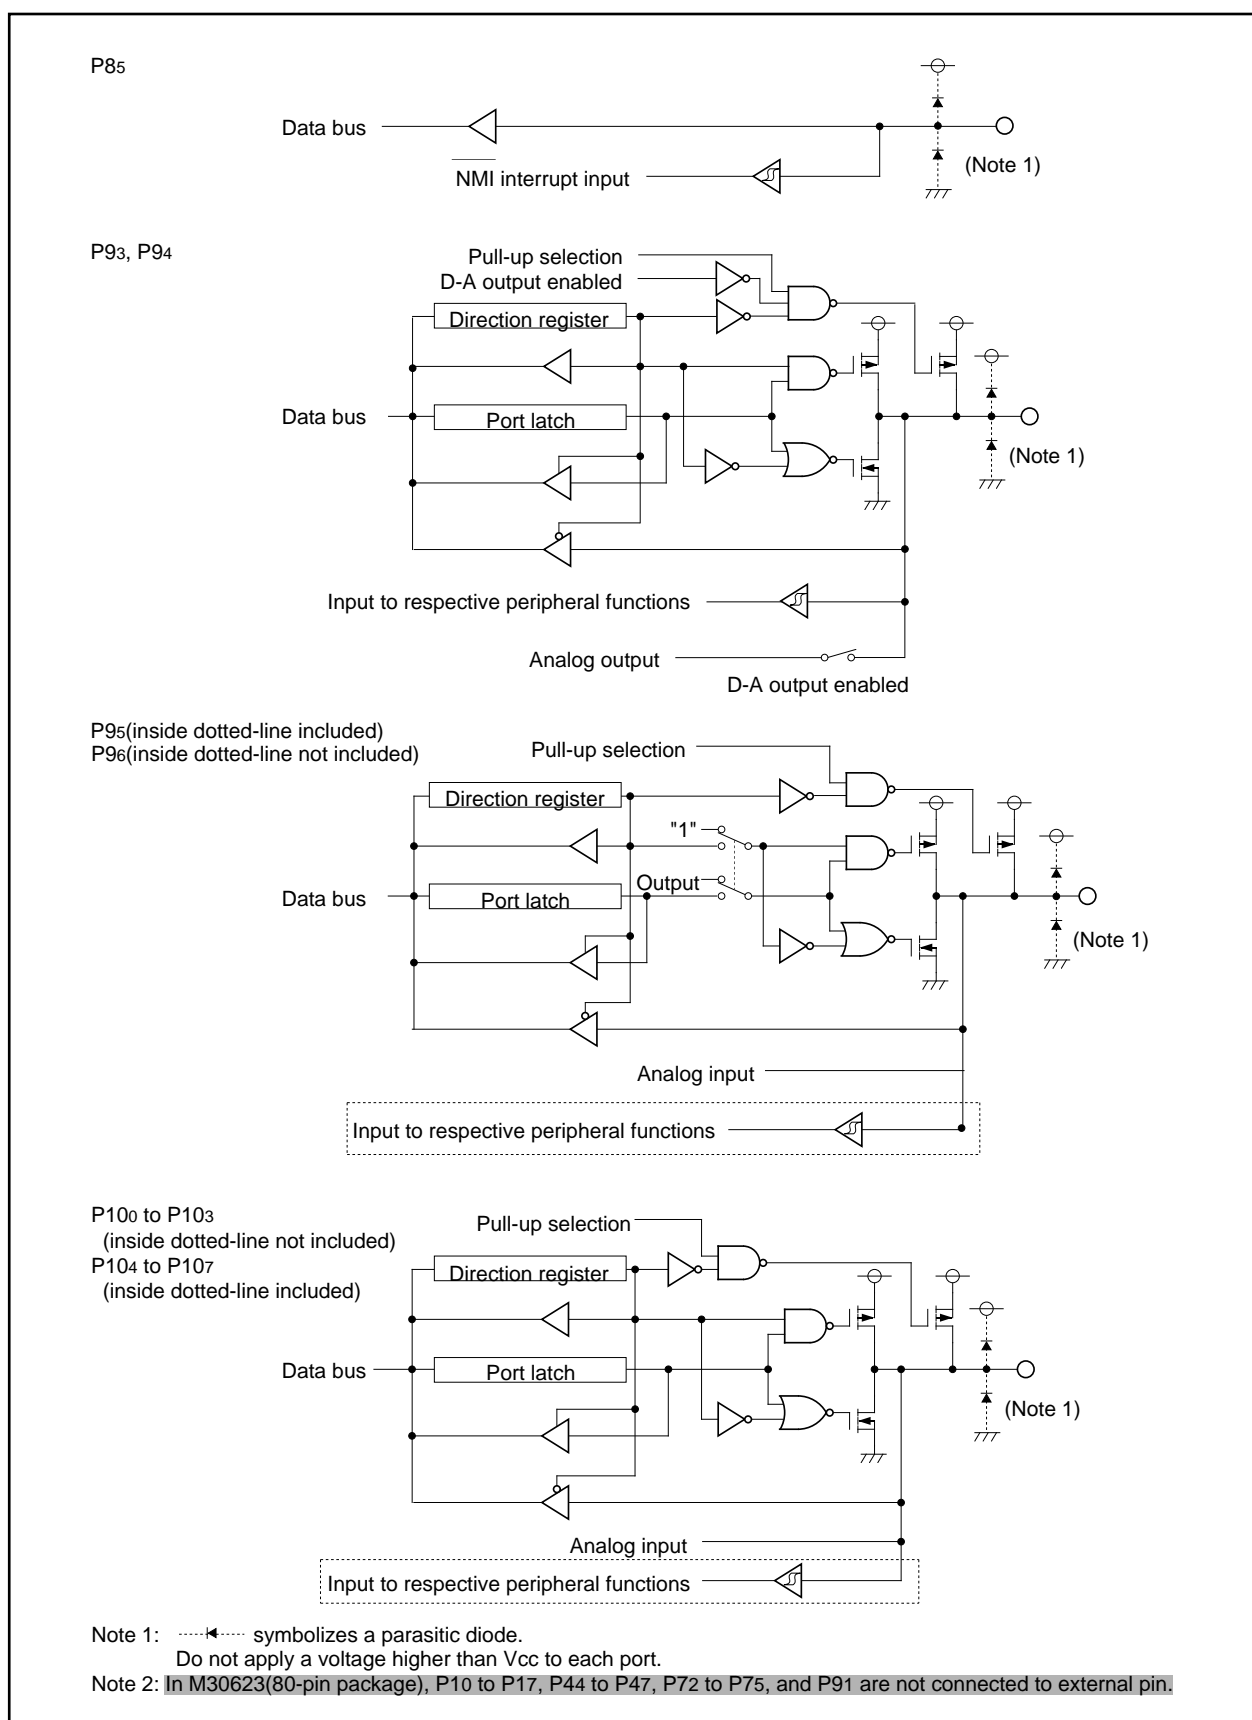 P85
Data bus
NMI interrupt input
(Note 1)
P93, P94
Pull-up selection
D-A output enabled
Direction register
Data bus
Port latch
(Note 1)
Input to respective peripheral functions
Analog output
D-A output enabled
P95(inside dotted-line included)
P96(inside dotted-line not included)
Pull-up selection
Direction register
"1"
Output
Data bus
Port latch
(Note 1)
Analog input
Input to respective peripheral functions
P100 to P103
(inside dotted-line not included)
P104 to P107
(inside dotted-line included)
Pull-up selection
Direction register
Data bus
Port latch
(Note 1)
Analog input
Input to respective peripheral functions
Note 1: symbolizes a parasitic diode.
Do not apply a voltage higher than Vcc to each port.
Note 2: In M30623(80-pin package), P10 to P17, P44 to P47, P72 to P75, and P91 are not connected to external pin.